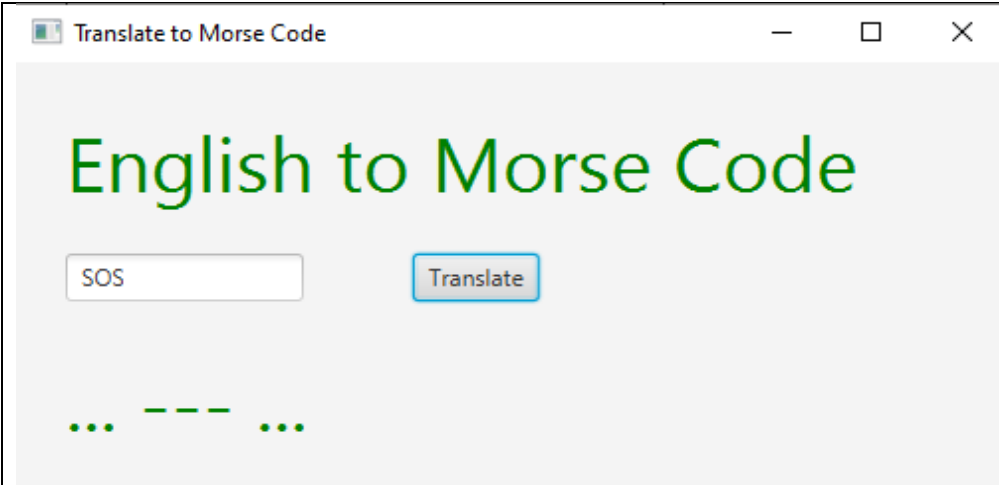 Translate to Morse Code
English to Morse Code
SOS Translate
... --- ...